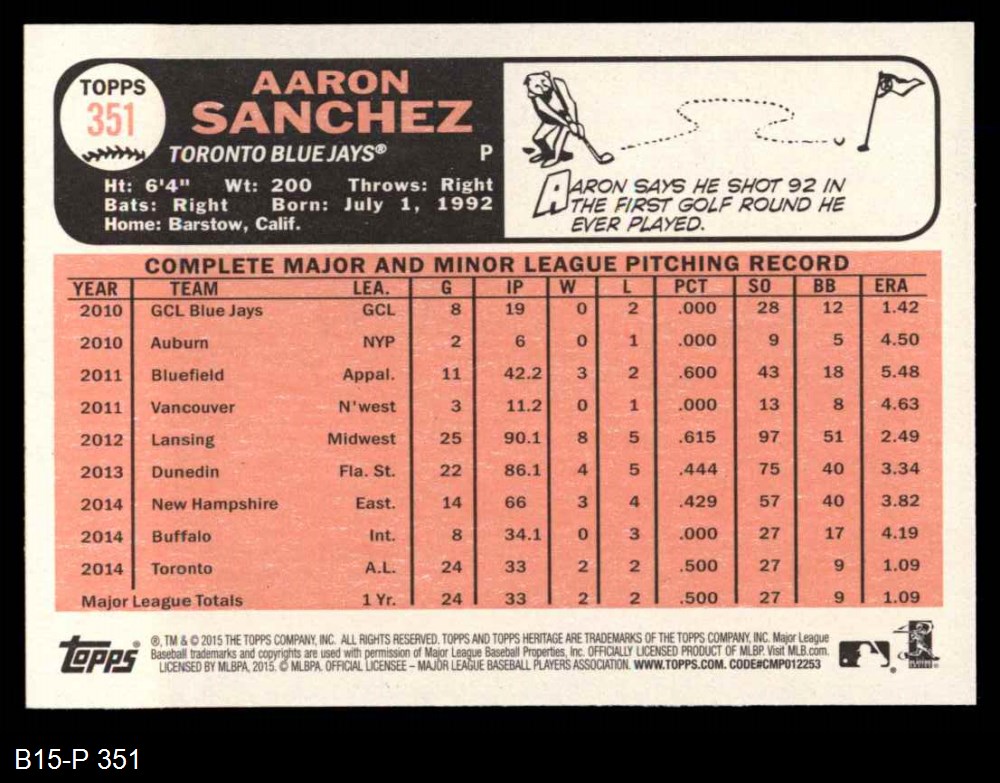 TOPPS
351
AARON
SANCHEZ
TORONTO BLUE JAYS® P
Ht: 6'4" Wt: 200 Throws: Right
Bats: Right Born: July 1, 1992
Home: Barstow, Calif.
AARON SAYS HE SHOT 92 IN
THE FIRST GOLF ROUND HE
EVER PLAYED.
COMPLETE MAJOR AND MINOR LEAGUE PITCHING RECORD
YEAR TEAM LEA. G IP W L PCT SO BB ERA
2010 GCL Blue Jays GCL 8 19 0 2 .000 28 12 1.42
2010 Auburn NYP 2 6 0 1 .000 9 5 4.50
2011 Bluefield Appal. 11 42.2 3 2 .600 43 18 5.48
2011 Vancouver N'west 3 11.2 0 1 .000 13 8 4.63
2012 Lansing Midwest 25 90.1 8 5 .615 97 51 2.49
2013 Dunedin Fla. St. 22 86.1 4 5 .444 75 40 3.34
2014 New Hampshire East. 14 66 3 4 .429 57 40 3.82
2014 Buffalo Int. 8 34.1 0 3 .000 27 17 4.19
2014 Toronto A.L. 24 33 2 2 .500 27 9 1.09
Major League Totals 1 Yr. 24 33 2 2 .500 27 9 1.09
Topps®
®, TM & © 2015 THE TOPPS COMPANY, INC. ALL RIGHTS RESERVED. TOPPS AND TOPPS HERITAGE ARE TRADEMARKS OF THE TOPPS COMPANY, INC. Major League
Baseball trademarks and copyrights are used with permission of Major League Baseball Properties, Inc. OFFICIALLY LICENSED PRODUCT OF MLBP. Visit MLB.com.
LICENSED BY MLBPA, 2015. © MLBPA. OFFICIAL LICENSEE – MAJOR LEAGUE BASEBALL PLAYERS ASSOCIATION. WWW.TOPPS.COM. CODE#CMP012253
B15-P 351